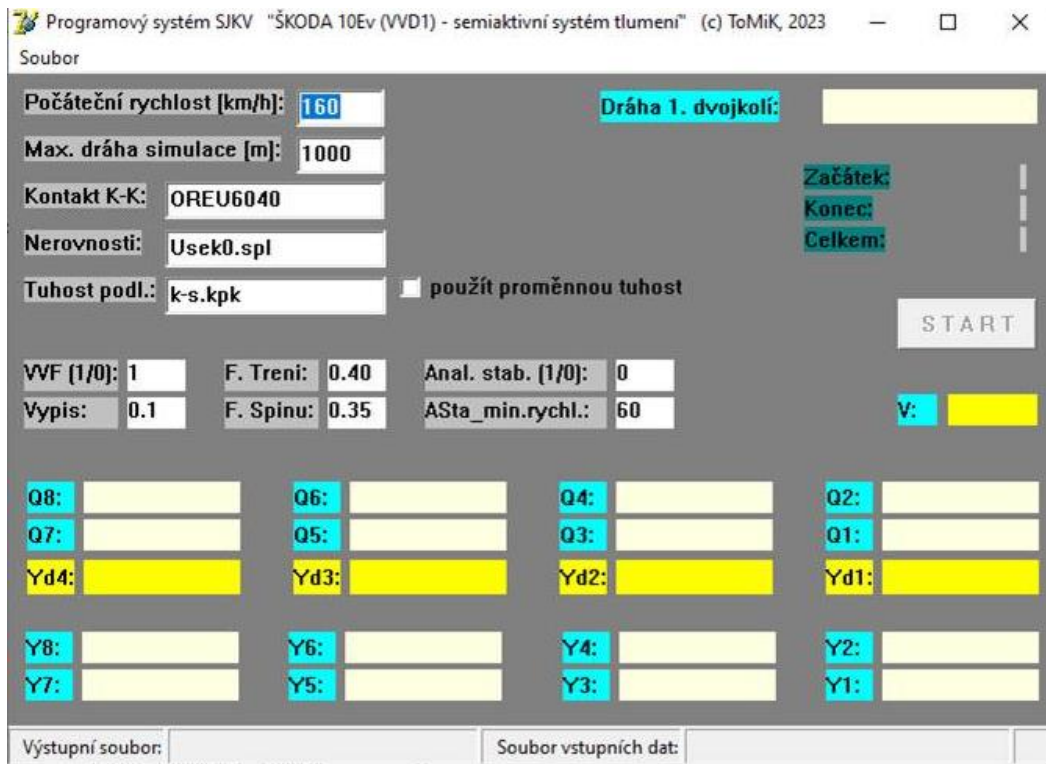 Programový systém SJKV "ŠKODA 10Ev (VVD1) - semiaktivní systém tlumení" (c) ToMiK, 2023
Soubor
Počáteční rychlost [km/h]: 160 Dráha 1. dvojkolí:
Max. dráha simulace [m]: 1000
Začátek:
Kontakt K-K: OREU6040
Konec:
Nerovnosti: Usek0.spl Celkem:
Tuhost podl.: k-s.kpk použít proměnnou tuhost
START
VVF (1/0): 1 F. Treni: 0.40 Anal. stab. (1/0): 0
Vypis: 0.1 F. Spinu: 0.35 ASta_min.rychl.: 60 V:
Q8: Q6: Q4: Q2:
Q7: Q5: Q3: Q1:
Yd4: Yd3: Yd2: Yd1:
Y8: Y6: Y4: Y2:
Y7: Y5: Y3: Y1:
Výstupní soubor: Soubor vstupních dat: